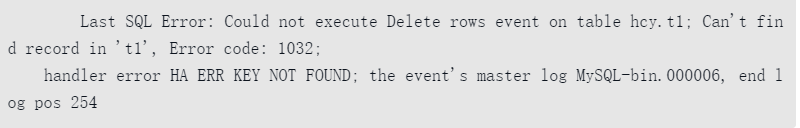 Last SQL Error: Could not execute Delete rows event on table hcy.t1; Can't fin
d record in 't1', Error code: 1032;
handler error HA ERR KEY NOT FOUND; the event's master log MySQL-bin.000006, end l
og pos 254